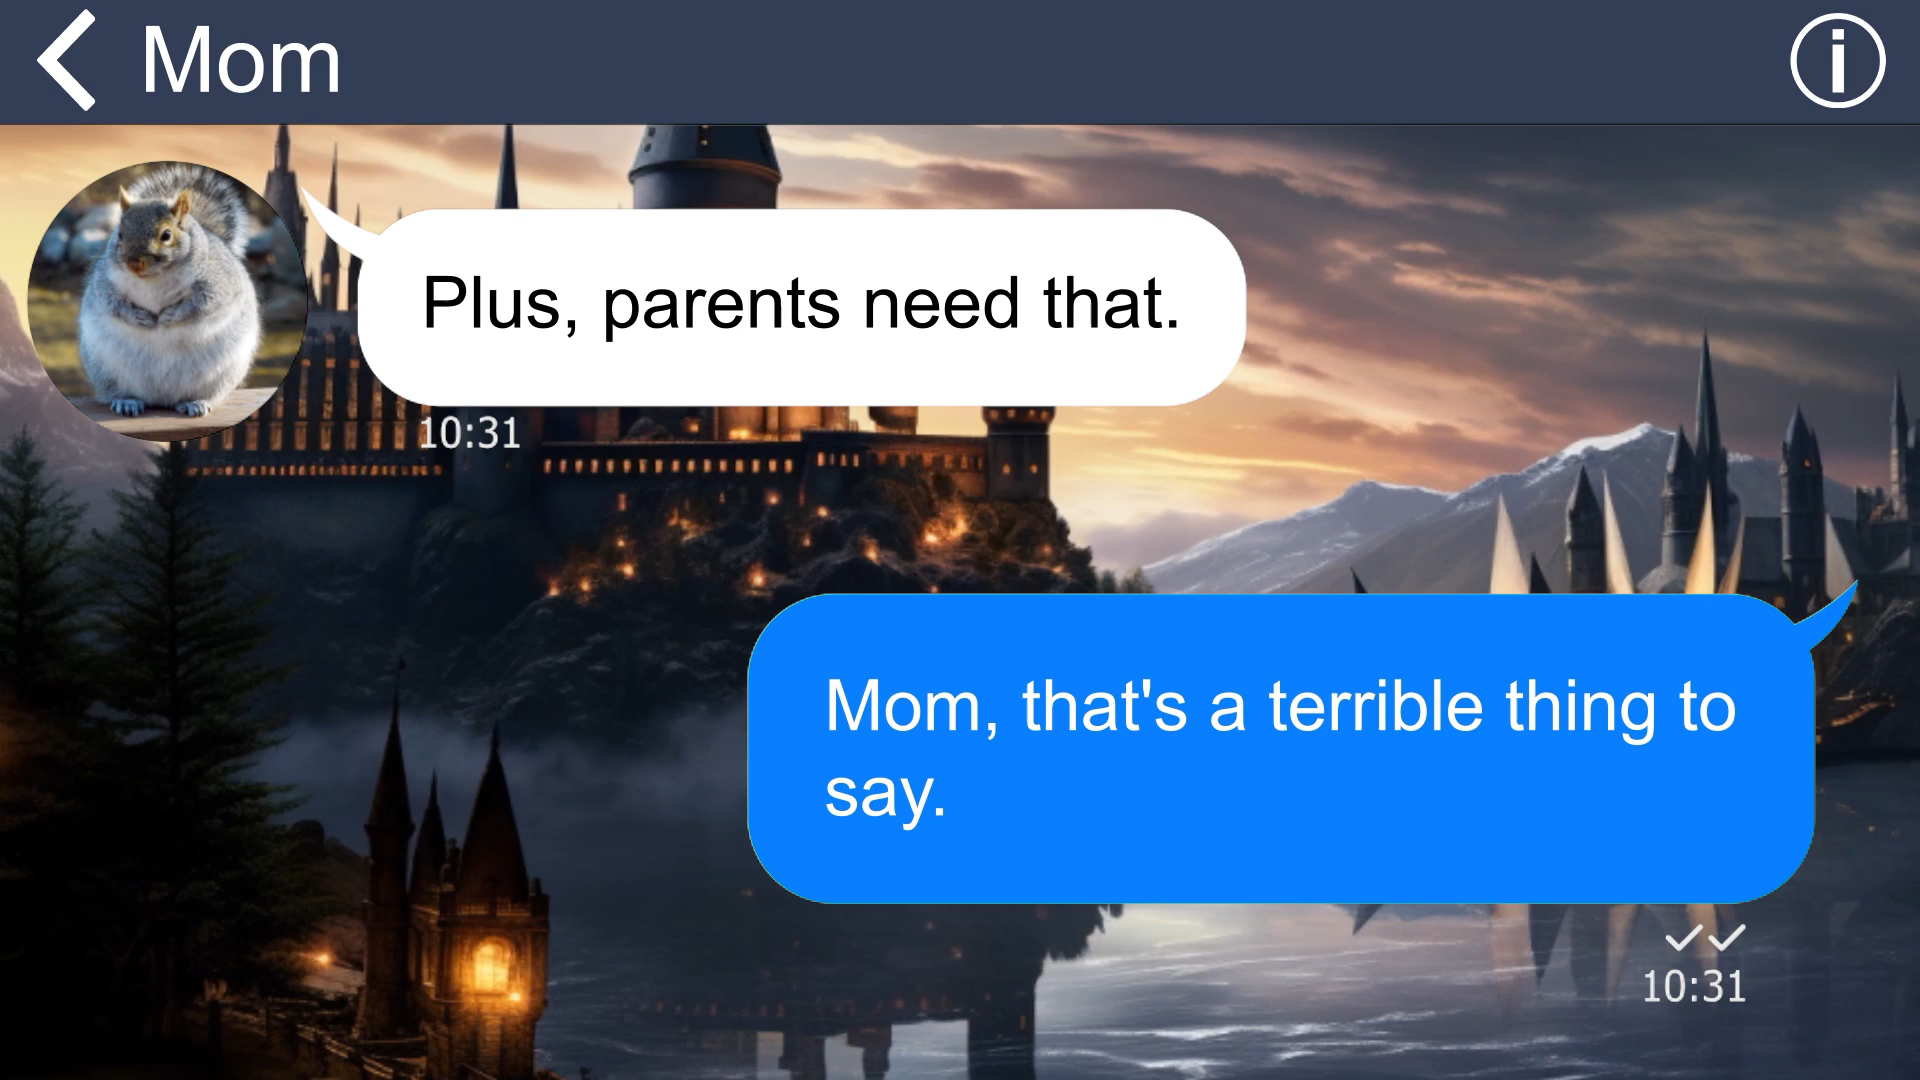 Mom
Plus, parents need that.
10:31
Mom, that's a terrible thing to
say.
10:31